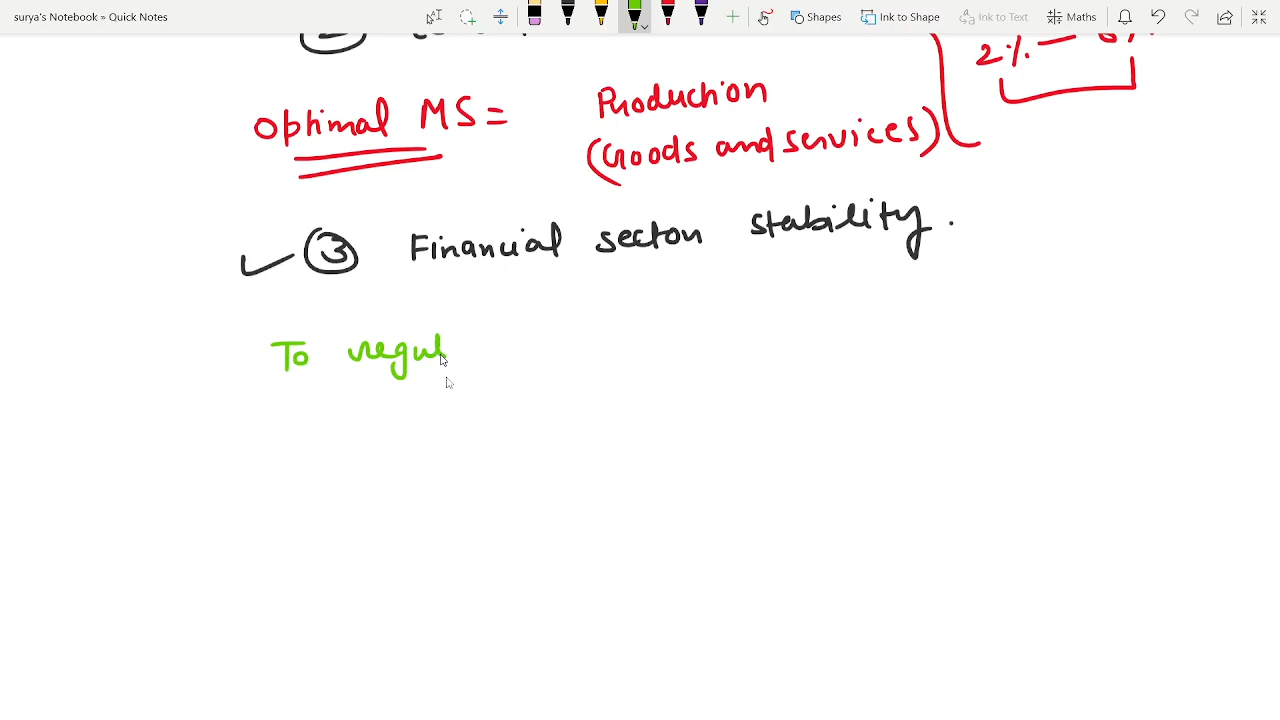 surya's Notebook » Quick Notes
Shapes Ink to Shape Ink to Text Maths
2%
Optimal MS = Production
(Goods and services)
3 Financial sector stability.
To regul